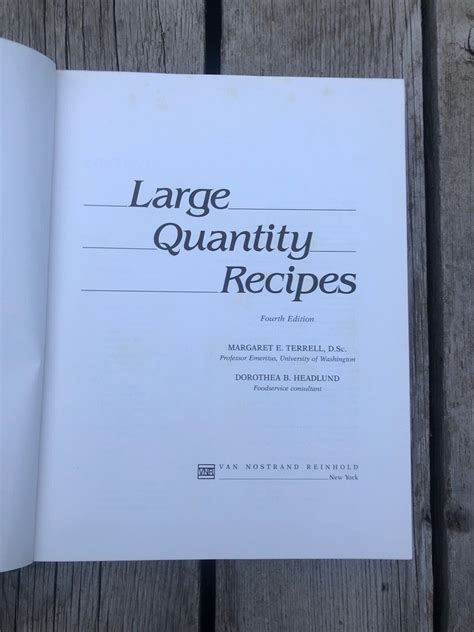 Large
Quantity
Recipes
Fourth Edition
MARGARET E. TERRELL, D.Sc.
Professor Emeritus, University of Washington
DOROTHEA B. HEADLUND
Foodservice consultant
VNR VAN NOSTRAND REINHOLD
New York